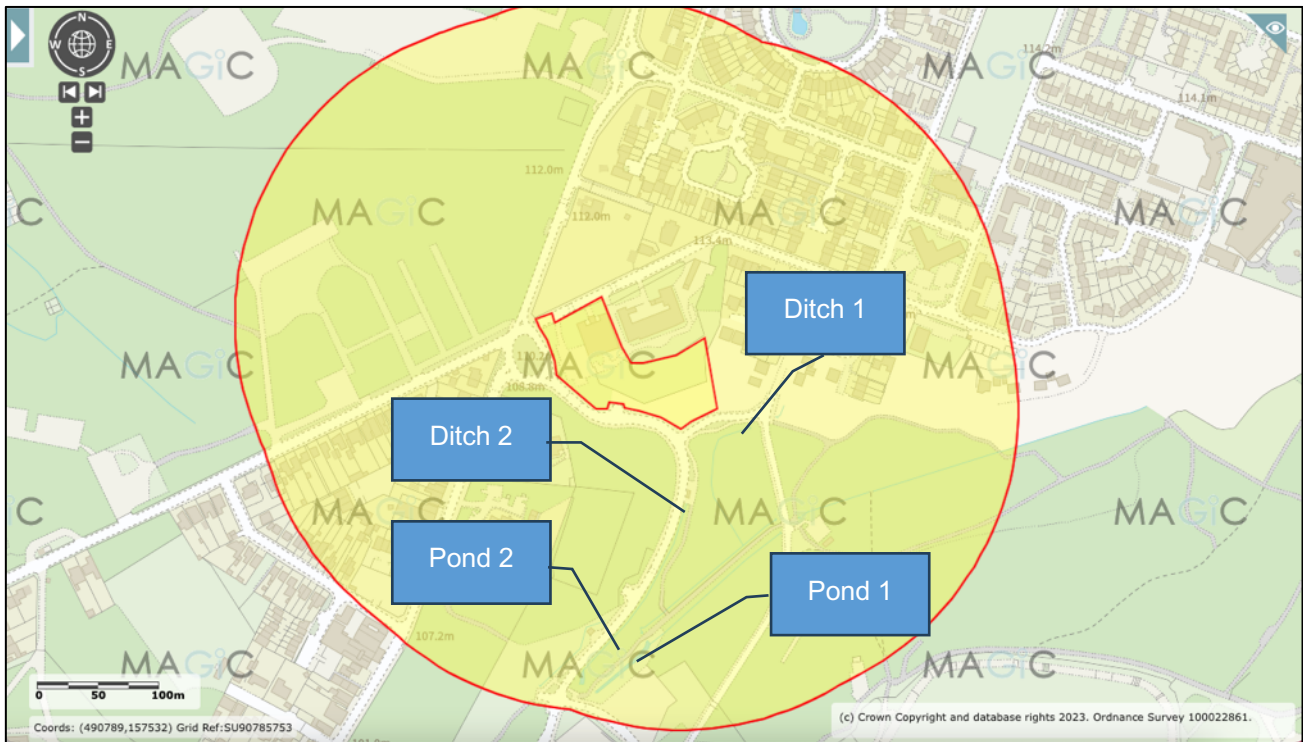 N
W E
S
MAGiC MAGiC MAGiC
114.2m
114.1m
112.0m
C MAGiC MAGiC MAGiC
112.0m
113.4m
Ditch 1
MAGiC MAGiC MAGiC
108.8m
Ditch 2
C MAGiC MAGiC MAGiC
Pond 2
Pond 1
107.2m
MAGiC MAGiC MAGiC
0 50 100m
Coords: (490789,157532) Grid Ref:SU90785753
(c) Crown Copyright and database rights 2023. Ordnance Survey 100022861.